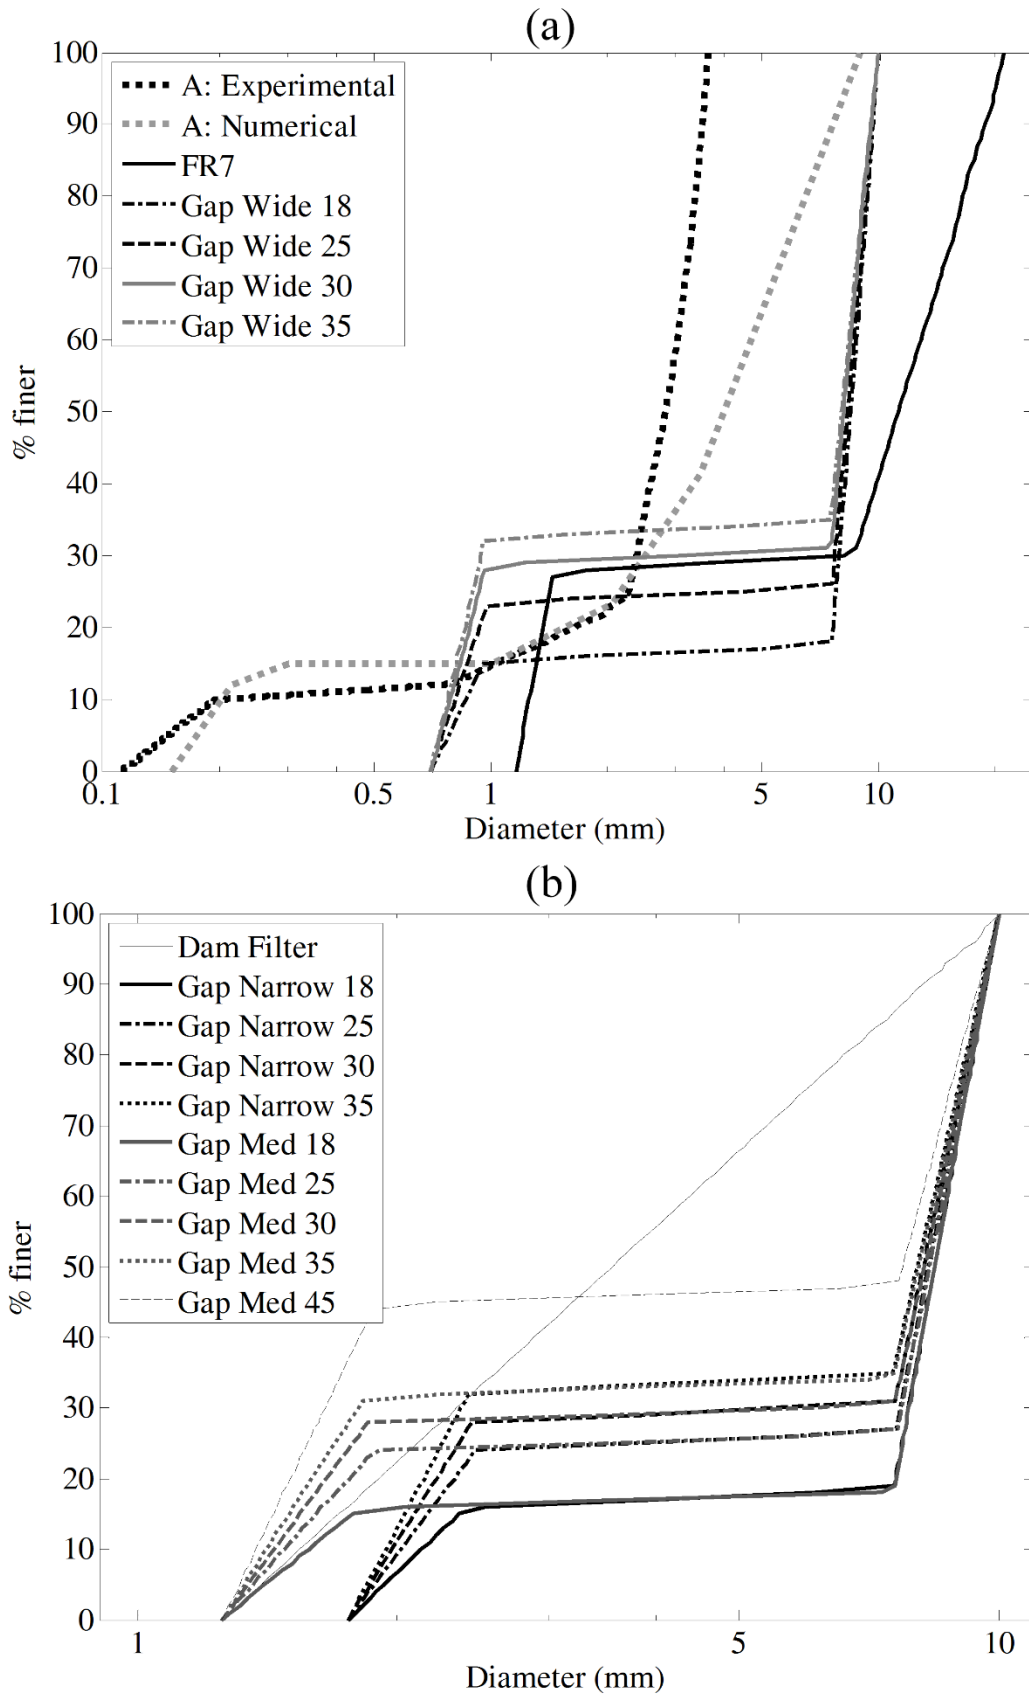 (a)
100
90
80
70
60
50
40
30
20
10
0
% finer
A: Experimental
A: Numerical
FR7
Gap Wide 18
Gap Wide 25
Gap Wide 30
Gap Wide 35
0.1 0.5 1 5 10
Diameter (mm)
(b)
100
90
80
70
60
50
40
30
20
10
0
% finer
Dam Filter
Gap Narrow 18
Gap Narrow 25
Gap Narrow 30
Gap Narrow 35
Gap Med 18
Gap Med 25
Gap Med 30
Gap Med 35
Gap Med 45
1 5 10
Diameter (mm)